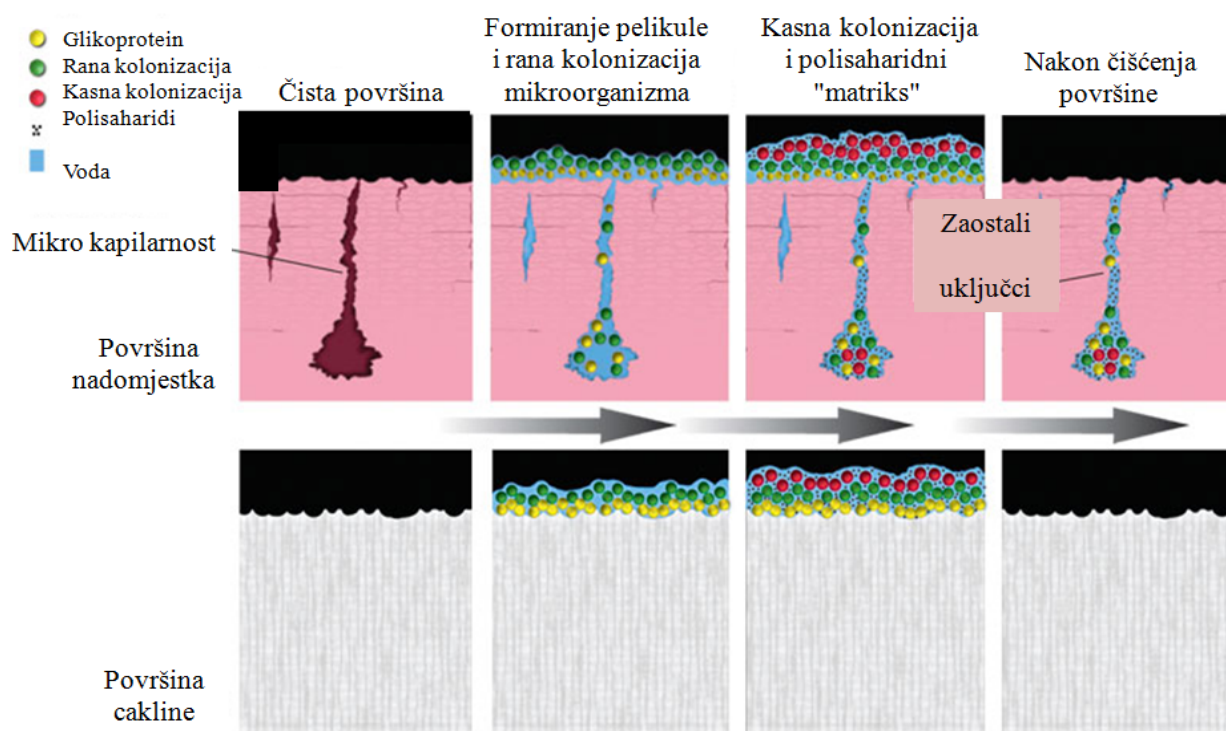 Glikoprotein
Rana kolonizacija
Kasna kolonizacija
Polisaharidi
Voda
Čista površina
Formiranje pelikule
i rana kolonizacija
mikroorganizma
Kasna kolonizacija
i polisaharidni
"matriks"
Nakon čišćenja
površine
Mikro kapilarnost
Zaostali
uključci
Površina
nadomjestka
Površina
cakline